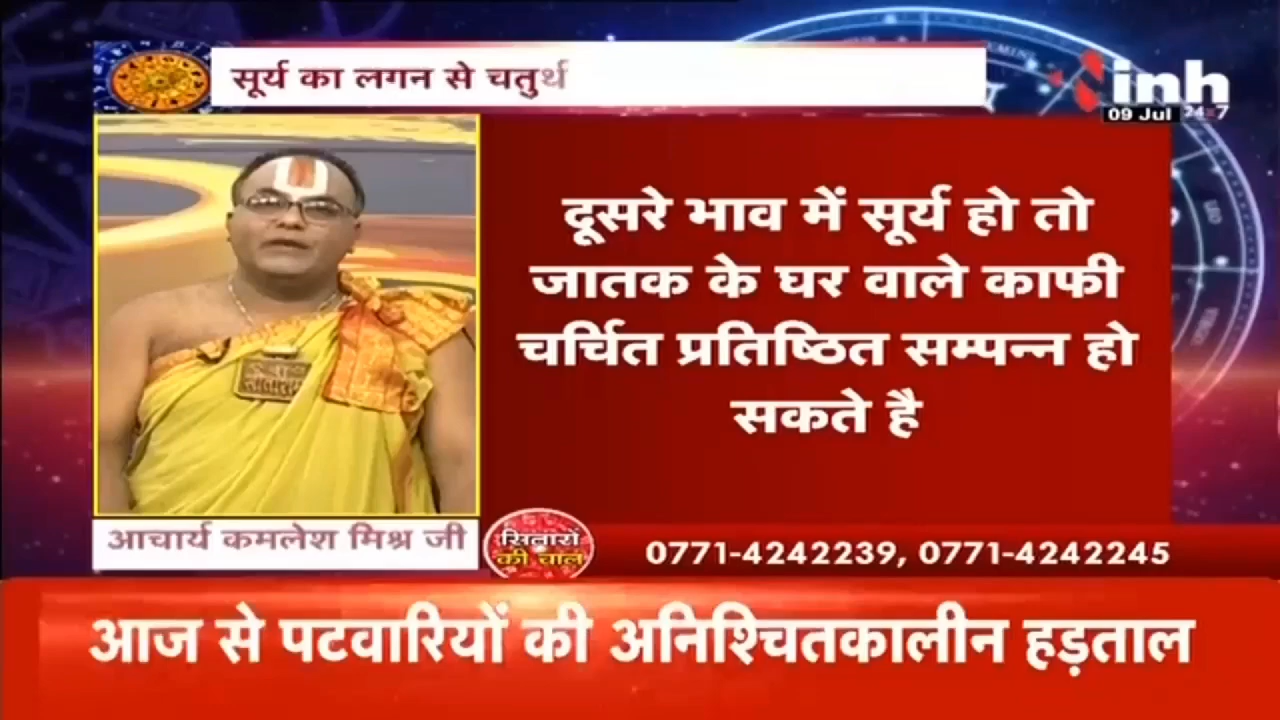 सूर्य का लगन से चतुर्थ
inh
09 Jul 24x7
दूसरे भाव में सूर्य हो तो
जातक के घर वाले काफी
चर्चित प्रतिष्ठित सम्पन्न हो
सकते है
आचार्य कमलेश मिश्र जी
सितारों
की चाल
0771-4242239, 0771-4242245
आज से पटवारियों की अनिश्चितकालीन हड़ताल